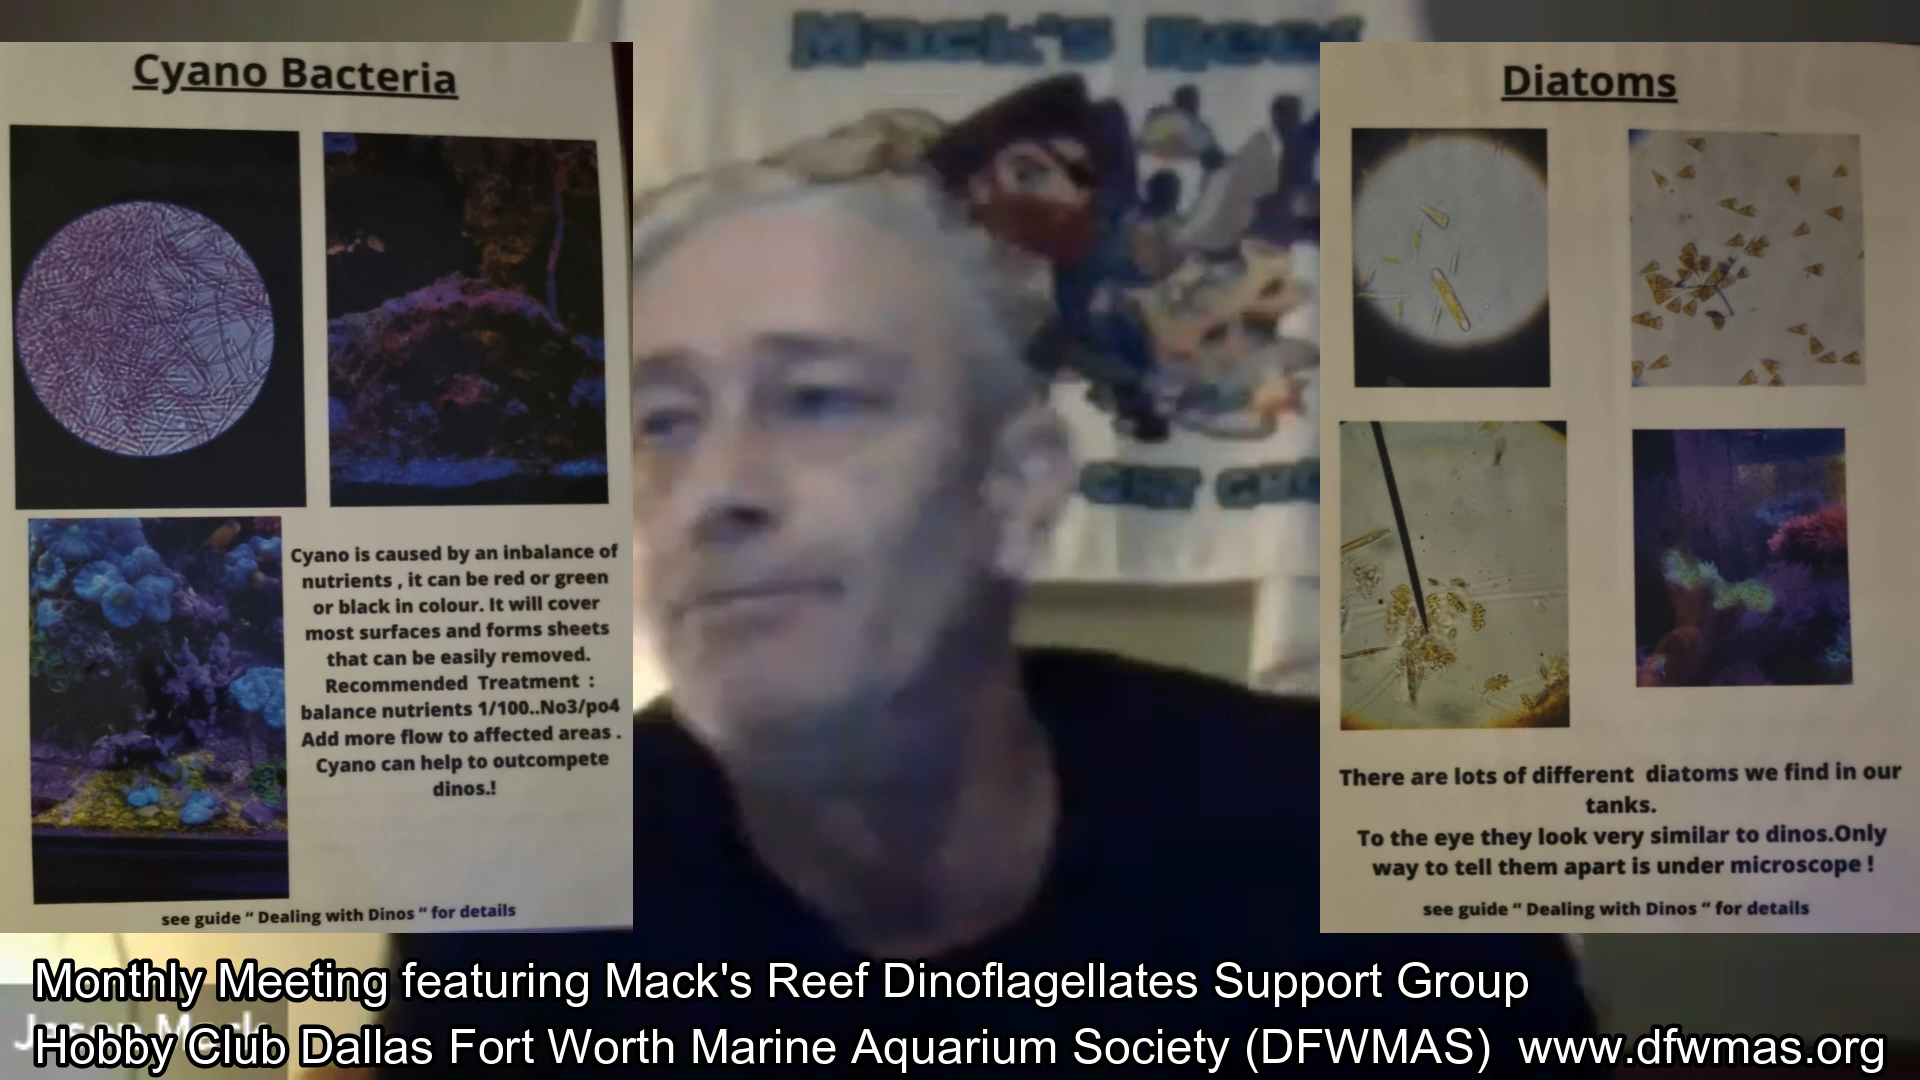 Mack's Reef
Cyano Bacteria
Cyano is caused by an inbalance of
nutrients , it can be red or green
or black in colour. It will cover
most surfaces and forms sheets
that can be easily removed.
Recommended Treatment :
balance nutrients 1/100..No3/po4
Add more flow to affected areas .
Cyano can help to outcompete
dinos.!
see guide “ Dealing with Dinos “ for details
Diatoms
There are lots of different diatoms we find in our
tanks.
To the eye they look very similar to dinos.Only
way to tell them apart is under microscope !
see guide “ Dealing with Dinos “ for details
Monthly Meeting featuring Mack's Reef Dinoflagellates Support Group
Hobby Club Dallas Fort Worth Marine Aquarium Society (DFWMAS) www.dfwmas.org